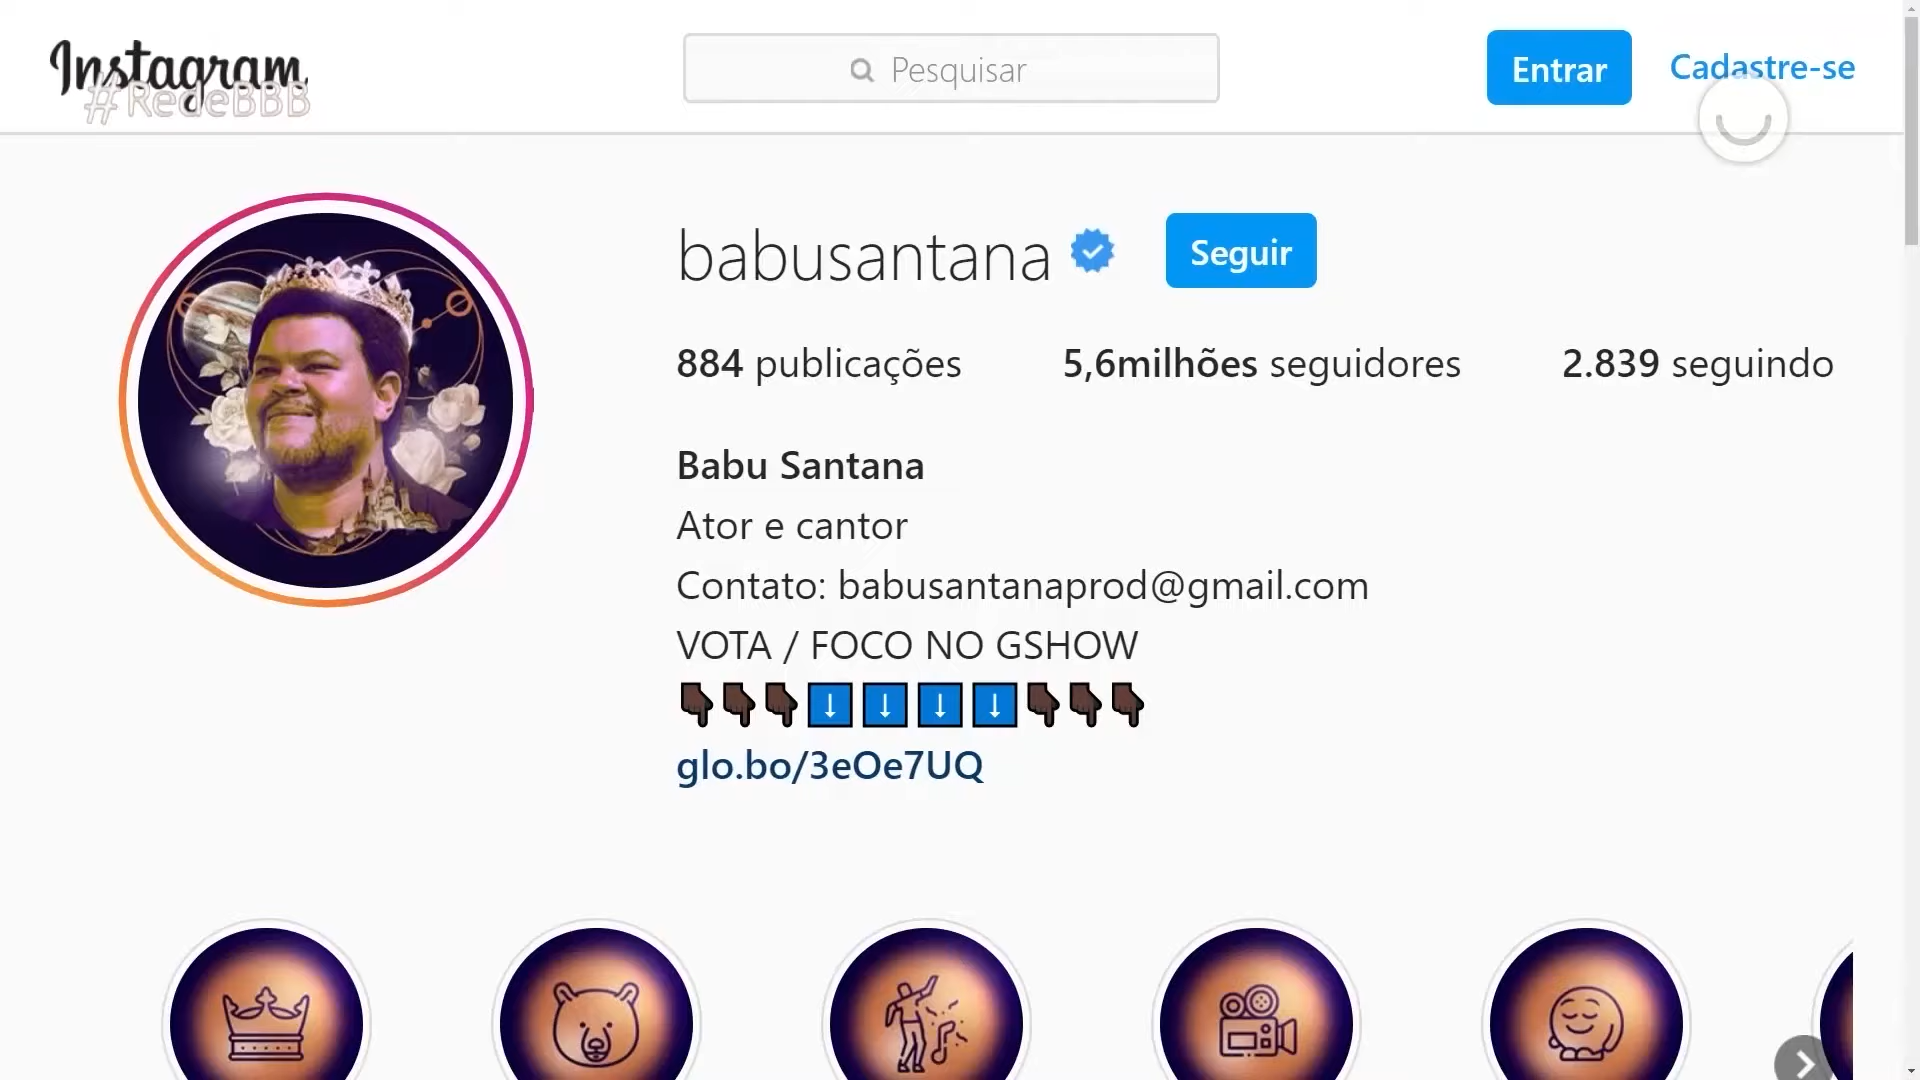 Instagram
#RedeBBB
Pesquisar
Entrar
Cadastre-se
babusantana
Seguir
884 publicações
5,6milhões seguidores
2.839 seguindo
Babu Santana
Ator e cantor
Contato: babusantanaprod@gmail.com
VOTA / FOCO NO GSHOW
👇🏿👇🏿👇🏿⬇️⬇️⬇️⬇️👇🏿👇🏿👇🏿
glo.bo/3eOe7UQ